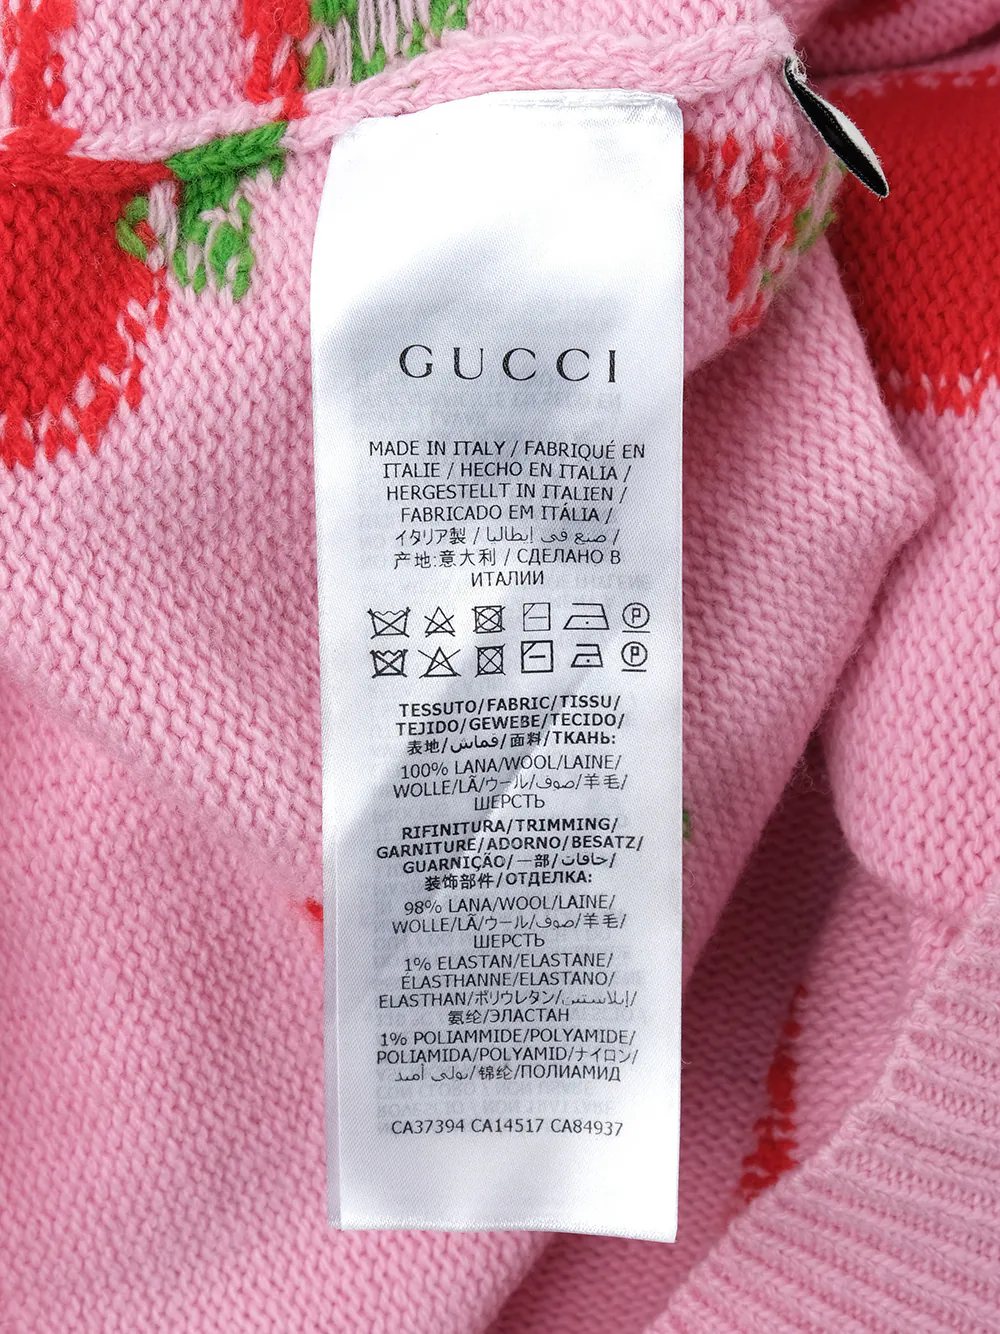 GUCCI
MADE IN ITALY / FABRIQUÉ EN
ITALIE / HECHO EN ITALIA /
HERGESTELLT IN ITALIEN /
FABRICADO EM ITÁLIA /
イタリア製 / صنع في إيطاليا /
产地:意大利 / СДЕЛАНО В
ИТАЛИИ
P
P
TESSUTO/FABRIC/TISSU/
TEJIDO/GEWEBE/TECIDO/
表地/قماش/面料/ТКАНЬ:
100% LANA/WOOL/LAINE/
WOLLE/LÃ/ウール/صوف/羊毛/
ШЕРСТЬ
RIFINITURA/TRIMMING/
GARNITURE/ADORNO/BESATZ/
GUARNIÇÃO/一部/حافات/
装饰部件/ОТДЕЛКА:
98% LANA/WOOL/LAINE/
WOLLE/LÃ/ウール/صوف/羊毛/
ШЕРСТЬ
1% ELASTAN/ELASTANE/
ÉLASTHANNE/ELASTANO/
ELASTHAN/ポリウレタン/إيلاستين/
氨纶/ЭЛАСТАН
1% POLIAMMIDE/POLYAMIDE/
POLIAMIDA/POLYAMID/ナイロン/
بولي أميد/锦纶/ПОЛИАМИД
CA37394 CA14517 CA84937